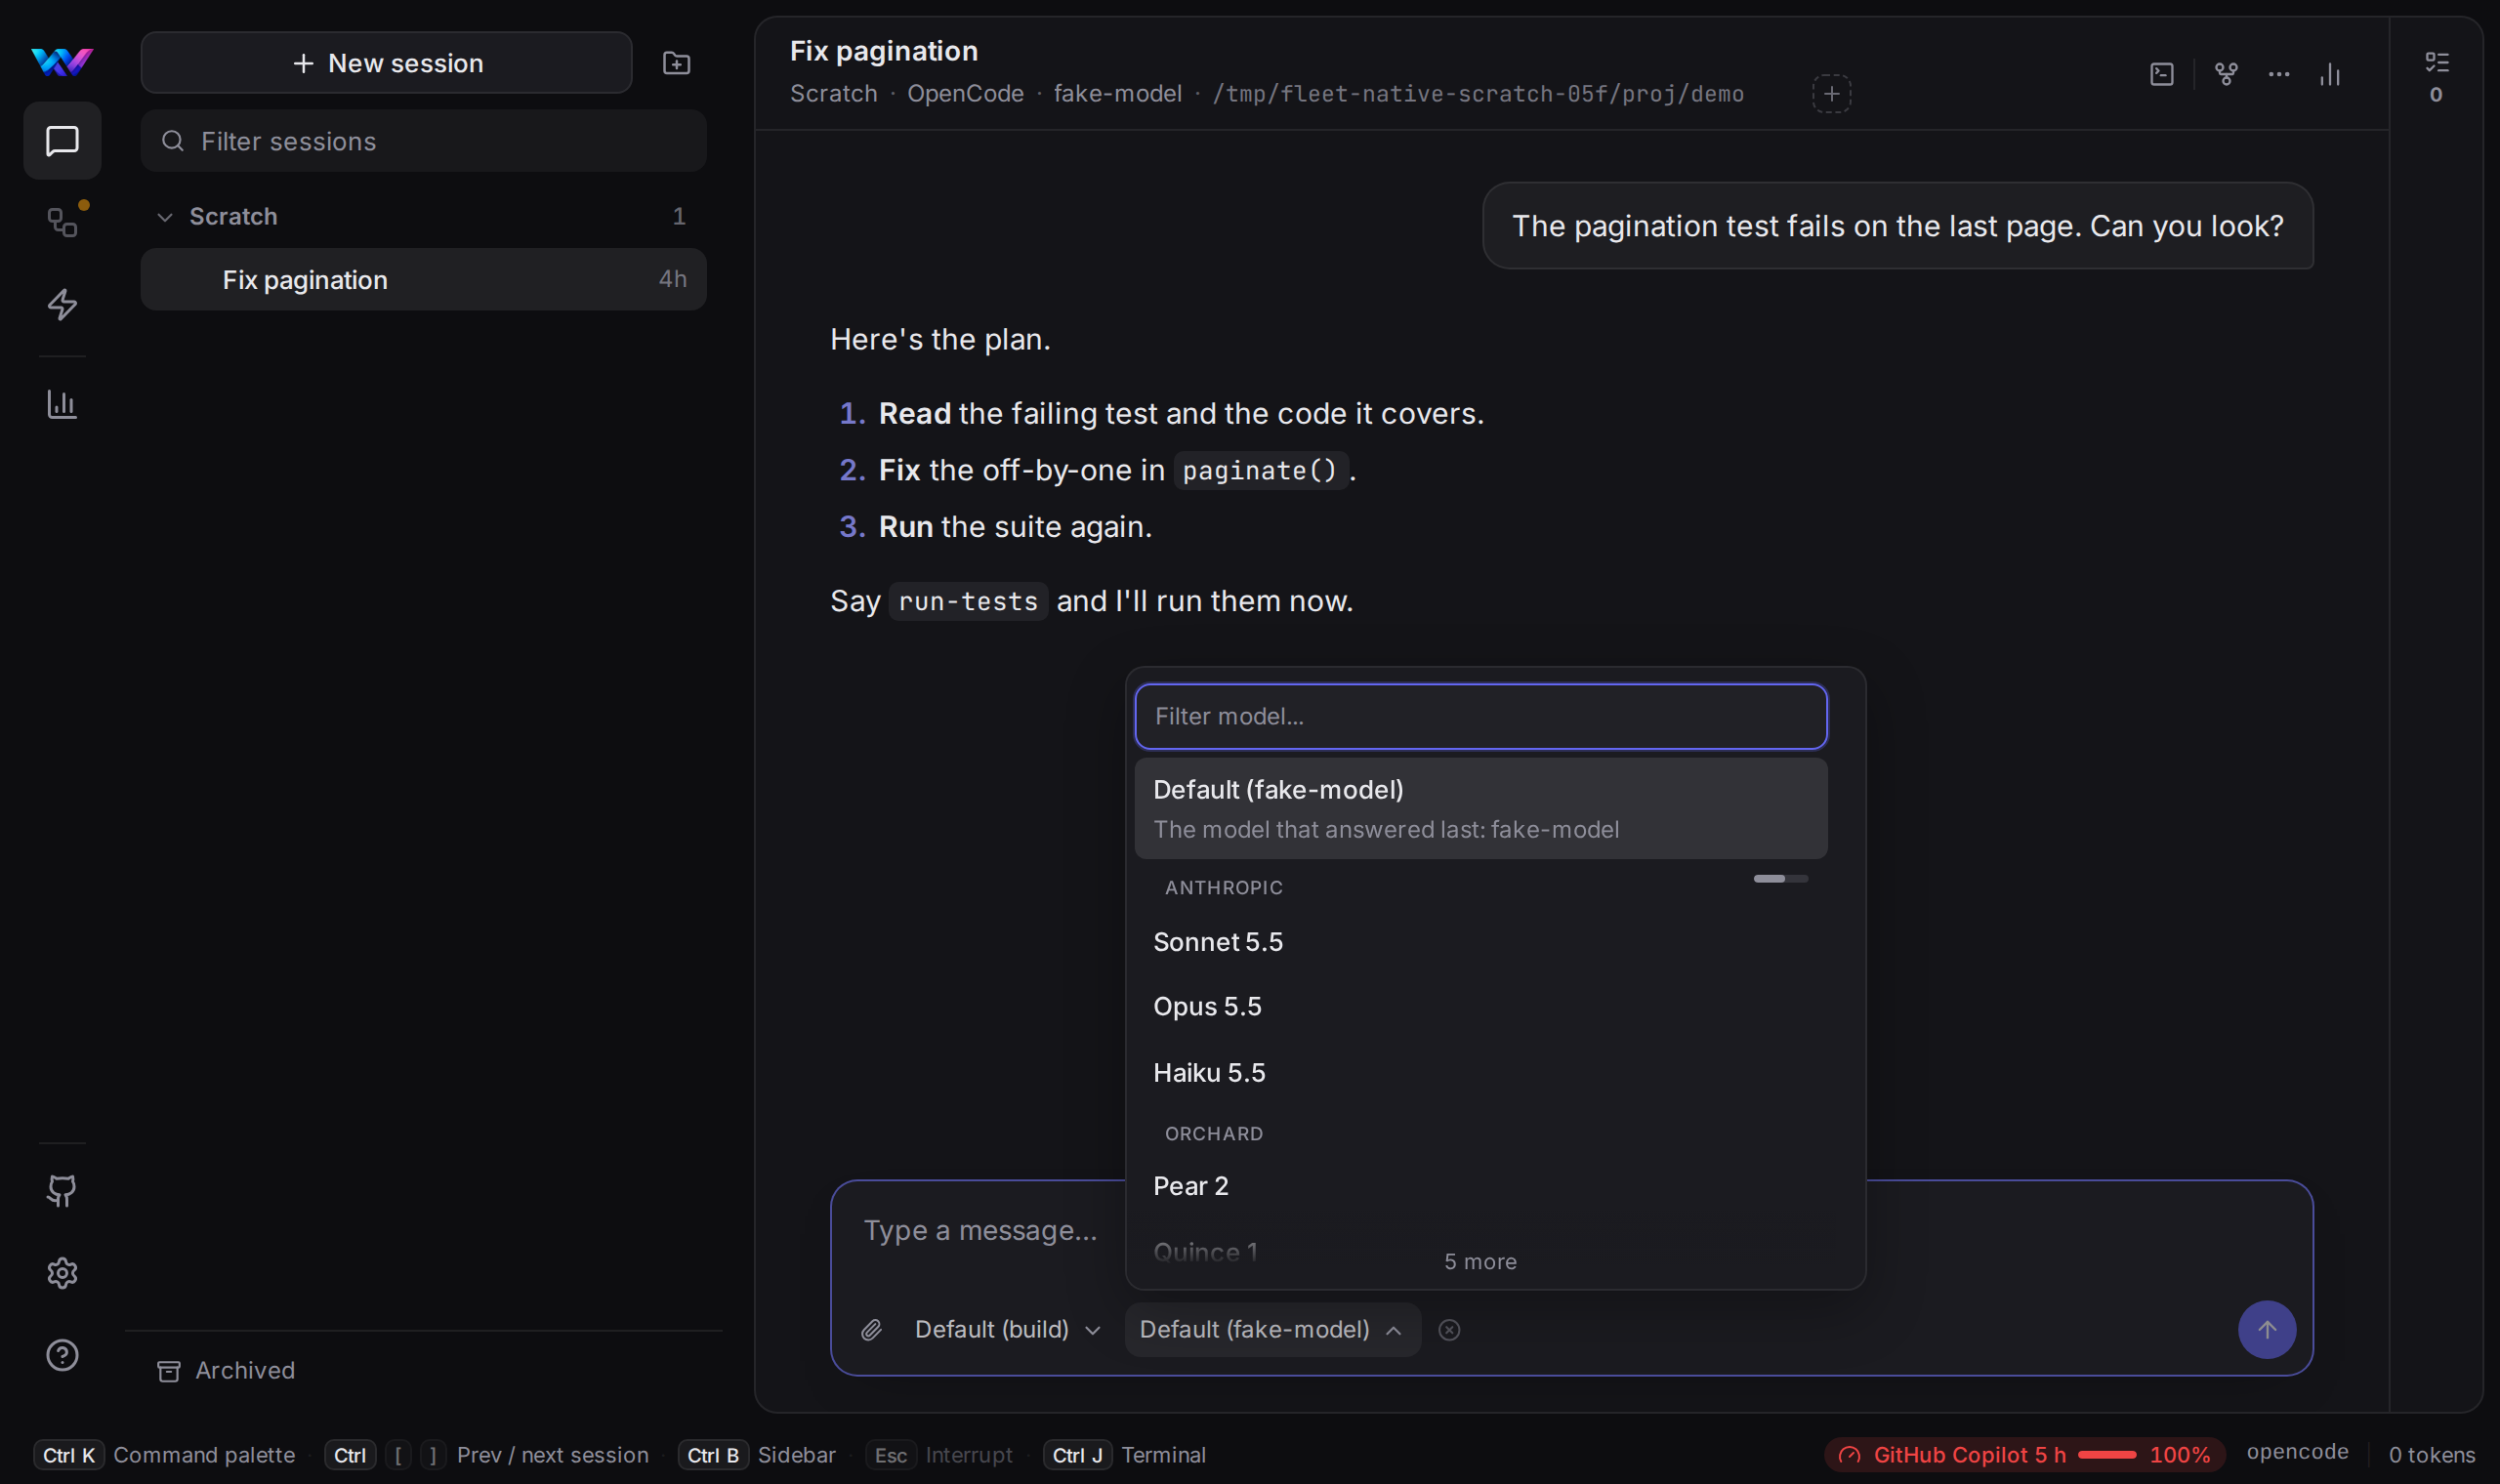 New session
Filter sessions
Scratch 1
Fix pagination 4h
Archived
Fix pagination
Scratch · OpenCode · fake-model · /tmp/fleet-native-scratch-05f/proj/demo
0
The pagination test fails on the last page. Can you look?
Here's the plan.
1. Read the failing test and the code it covers.
2. Fix the off-by-one in paginate().
3. Run the suite again.
Say run-tests and I'll run them now.
Filter model...
Default (fake-model)
The model that answered last: fake-model
ANTHROPIC
Sonnet 5.5
Opus 5.5
Haiku 5.5
ORCHARD
Pear 2
Quince 1
5 more
Type a message...
Default (build) Default (fake-model)
Ctrl K Command palette · Ctrl [ ] Prev / next session · Ctrl B Sidebar · Esc Interrupt · Ctrl J Terminal GitHub Copilot 5 h 100% opencode 0 tokens